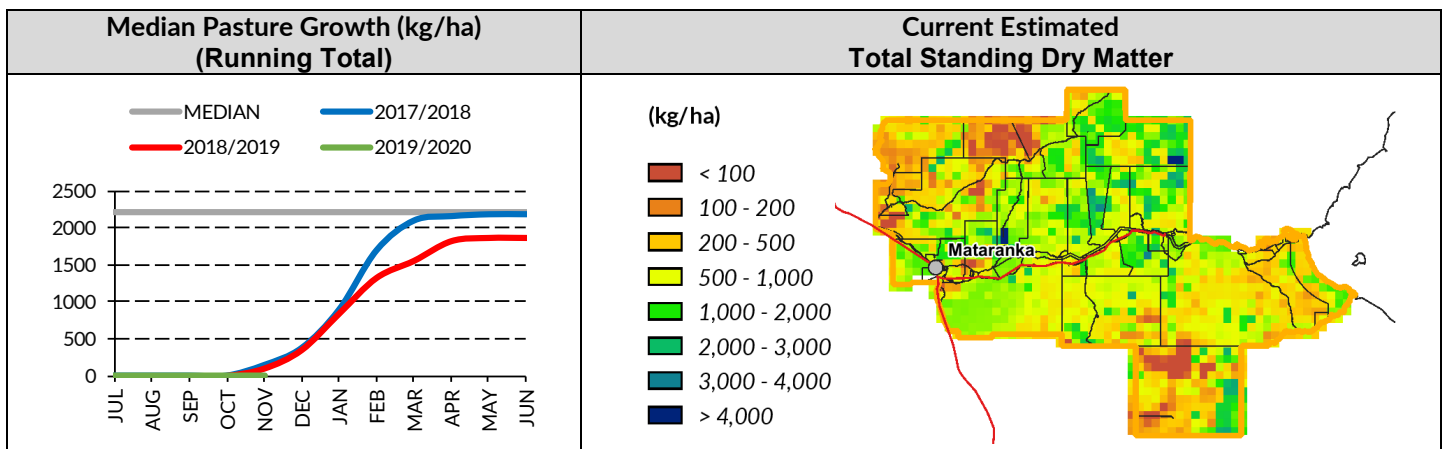 Median Pasture Growth (kg/ha)
(Running Total)
Current Estimated
Total Standing Dry Matter
MEDIAN
2017/2018
2018/2019
2019/2020
2500
2000
1500
1000
500
0
JUL
AUG
SEP
OCT
NOV
DEC
JAN
FEB
MAR
APR
MAY
JUN
(kg/ha)
< 100
100 - 200
200 - 500
500 - 1,000
1,000 - 2,000
2,000 - 3,000
3,000 - 4,000
> 4,000
Mataranka